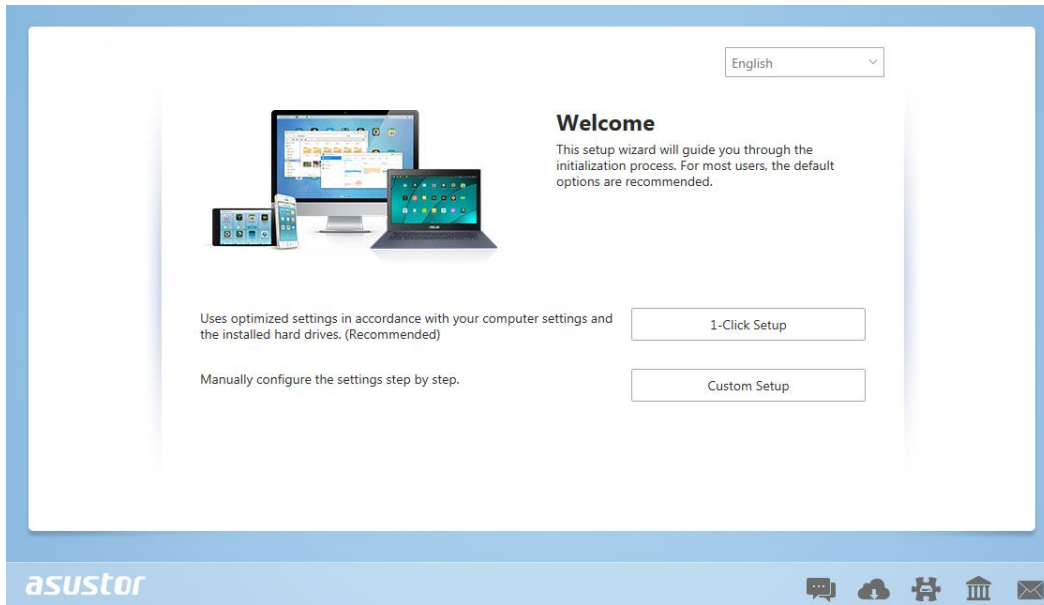 English
Welcome
This setup wizard will guide you through the
initialization process. For most users, the default
options are recommended.
Uses optimized settings in accordance with your computer settings and
the installed hard drives. (Recommended)
1-Click Setup
Manually configure the settings step by step.
Custom Setup
asustor